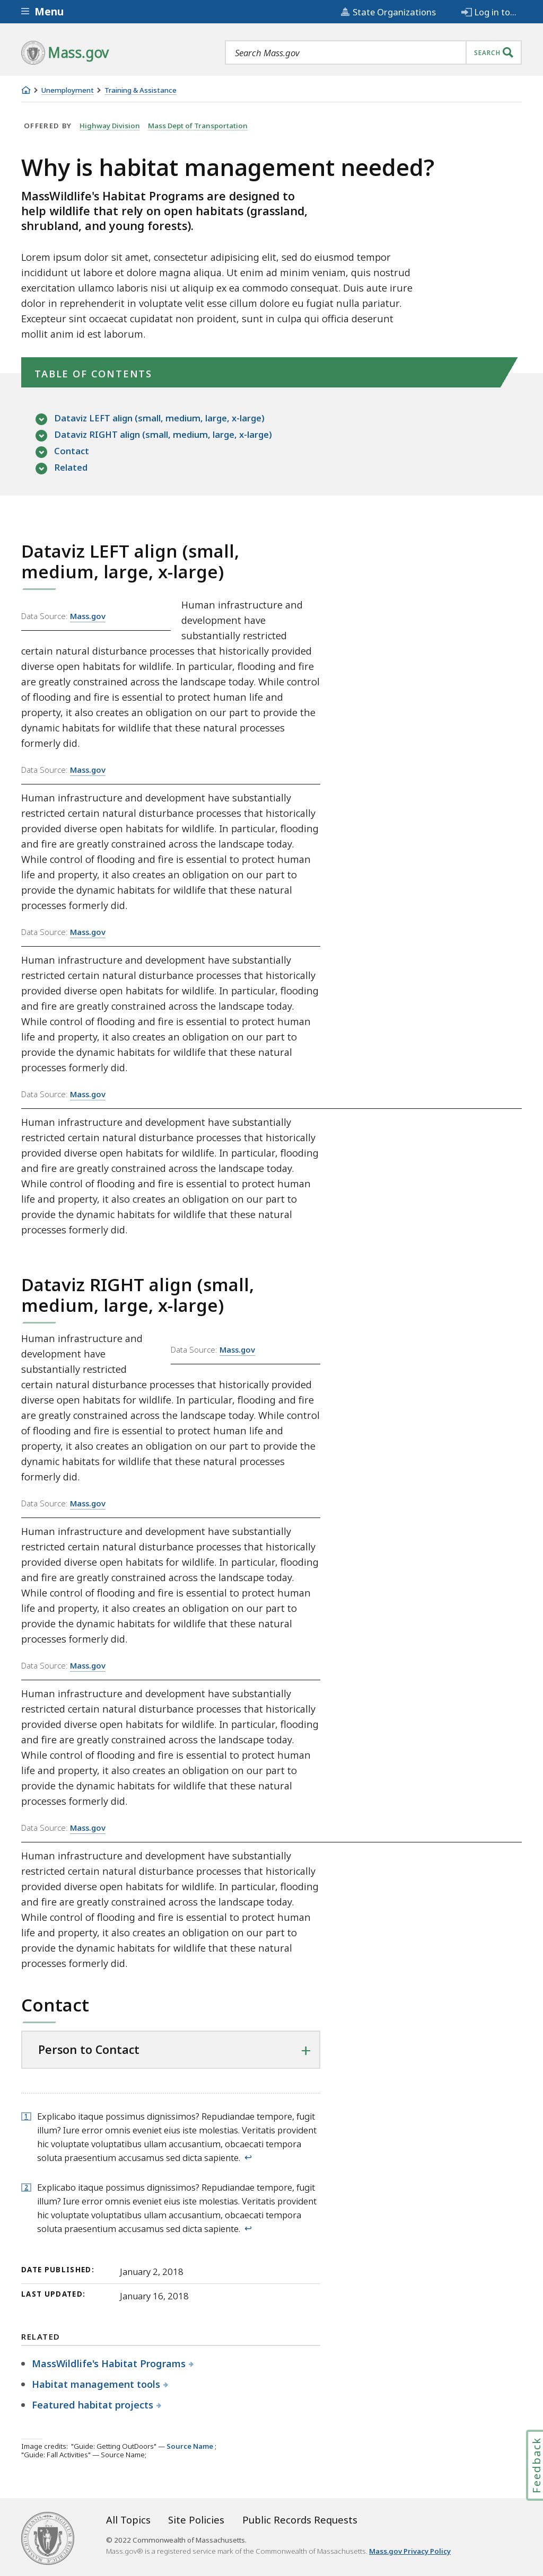 Menu
State Organizations
Log in to...
Mass.gov
Search Mass.gov
SEARCH
Unemployment
Training & Assistance
OFFERED BY Highway Division Mass Dept of Transportation
Why is habitat management needed?
MassWildlife's Habitat Programs are designed to
help wildlife that rely on open habitats (grassland,
shrubland, and young forests).
Lorem ipsum dolor sit amet, consectetur adipisicing elit, sed do eiusmod tempor
incididunt ut labore et dolore magna aliqua. Ut enim ad minim veniam, quis nostrud
exercitation ullamco laboris nisi ut aliquip ex ea commodo consequat. Duis aute irure
dolor in reprehenderit in voluptate velit esse cillum dolore eu fugiat nulla pariatur.
Excepteur sint occaecat cupidatat non proident, sunt in culpa qui officia deserunt
mollit anim id est laborum.
TABLE OF CONTENTS
Dataviz LEFT align (small, medium, large, x-large)
Dataviz RIGHT align (small, medium, large, x-large)
Contact
Related
Dataviz LEFT align (small,
medium, large, x-large)
Data Source: Mass.gov
Human infrastructure and
development have
substantially restricted
certain natural disturbance processes that historically provided
diverse open habitats for wildlife. In particular, flooding and fire
are greatly constrained across the landscape today. While control
of flooding and fire is essential to protect human life and
property, it also creates an obligation on our part to provide the
dynamic habitats for wildlife that these natural processes
formerly did.
Data Source: Mass.gov
Human infrastructure and development have substantially
restricted certain natural disturbance processes that historically
provided diverse open habitats for wildlife. In particular, flooding
and fire are greatly constrained across the landscape today.
While control of flooding and fire is essential to protect human
life and property, it also creates an obligation on our part to
provide the dynamic habitats for wildlife that these natural
processes formerly did.
Data Source: Mass.gov
Human infrastructure and development have substantially
restricted certain natural disturbance processes that historically
provided diverse open habitats for wildlife. In particular, flooding
and fire are greatly constrained across the landscape today.
While control of flooding and fire is essential to protect human
life and property, it also creates an obligation on our part to
provide the dynamic habitats for wildlife that these natural
processes formerly did.
Data Source: Mass.gov
Human infrastructure and development have substantially
restricted certain natural disturbance processes that historically
provided diverse open habitats for wildlife. In particular, flooding
and fire are greatly constrained across the landscape today.
While control of flooding and fire is essential to protect human
life and property, it also creates an obligation on our part to
provide the dynamic habitats for wildlife that these natural
processes formerly did.
Dataviz RIGHT align (small,
medium, large, x-large)
Data Source: Mass.gov
Human infrastructure and
development have
substantially restricted
certain natural disturbance processes that historically provided
diverse open habitats for wildlife. In particular, flooding and fire
are greatly constrained across the landscape today. While control
of flooding and fire is essential to protect human life and
property, it also creates an obligation on our part to provide the
dynamic habitats for wildlife that these natural processes
formerly did.
Data Source: Mass.gov
Human infrastructure and development have substantially
restricted certain natural disturbance processes that historically
provided diverse open habitats for wildlife. In particular, flooding
and fire are greatly constrained across the landscape today.
While control of flooding and fire is essential to protect human
life and property, it also creates an obligation on our part to
provide the dynamic habitats for wildlife that these natural
processes formerly did.
Data Source: Mass.gov
Human infrastructure and development have substantially
restricted certain natural disturbance processes that historically
provided diverse open habitats for wildlife. In particular, flooding
and fire are greatly constrained across the landscape today.
While control of flooding and fire is essential to protect human
life and property, it also creates an obligation on our part to
provide the dynamic habitats for wildlife that these natural
processes formerly did.
Data Source: Mass.gov
Human infrastructure and development have substantially
restricted certain natural disturbance processes that historically
provided diverse open habitats for wildlife. In particular, flooding
and fire are greatly constrained across the landscape today.
While control of flooding and fire is essential to protect human
life and property, it also creates an obligation on our part to
provide the dynamic habitats for wildlife that these natural
processes formerly did.
Contact
Person to Contact
1 Explicabo itaque possimus dignissimos? Repudiandae tempore, fugit
illum? Iure error omnis eveniet eius iste molestias. Veritatis provident
hic voluptate voluptatibus ullam accusantium, obcaecati tempora
soluta praesentium accusamus sed dicta sapiente. ↩
2 Explicabo itaque possimus dignissimos? Repudiandae tempore, fugit
illum? Iure error omnis eveniet eius iste molestias. Veritatis provident
hic voluptate voluptatibus ullam accusantium, obcaecati tempora
soluta praesentium accusamus sed dicta sapiente. ↩
DATE PUBLISHED: January 2, 2018
LAST UPDATED: January 16, 2018
RELATED
MassWildlife's Habitat Programs
Habitat management tools
Featured habitat projects
Image credits: "Guide: Getting OutDoors" — Source Name ;
"Guide: Fall Activities" — Source Name;
Feedback
All Topics Site Policies Public Records Requests
© 2022 Commonwealth of Massachusetts.
Mass.gov® is a registered service mark of the Commonwealth of Massachusetts. Mass.gov Privacy Policy